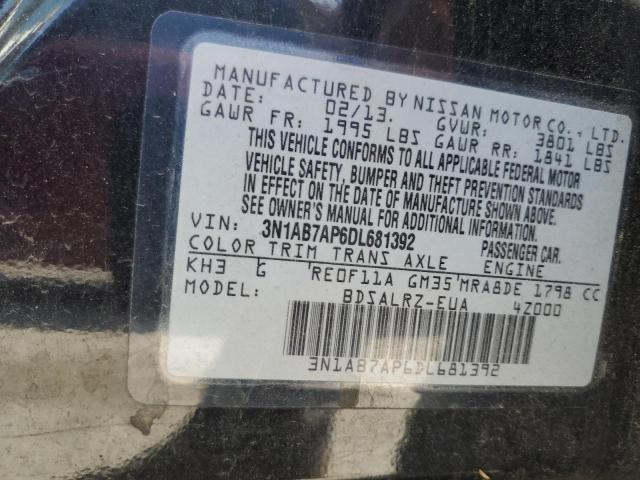 MANUFACTURED BY NISSAN MOTOR CO., LTD.
DATE: 02/13. GVWR: 3801 LBS
GAWR FR: 1995 LBS GAWR RR: 1841 LBS
THIS VEHICLE CONFORMS TO ALL APPLICABLE FEDERAL MOTOR
VEHICLE SAFETY, BUMPER AND THEFT PREVENTION STANDARDS
IN EFFECT ON THE DATE OF MANUFACTURE SHOWN ABOVE.
SEE OWNER'S MANUAL FOR ADDITIONAL INFORMATION.
VIN: 3N1AB7AP6DL681392 PASSENGER CAR.
COLOR TRIM TRANS AXLE ENGINE
KH3 G RE0F11A GM35 MRA8DE 1798 CC
MODEL: BDSALRZ-EUA 4Z000
3N1AB7AP6DL681392